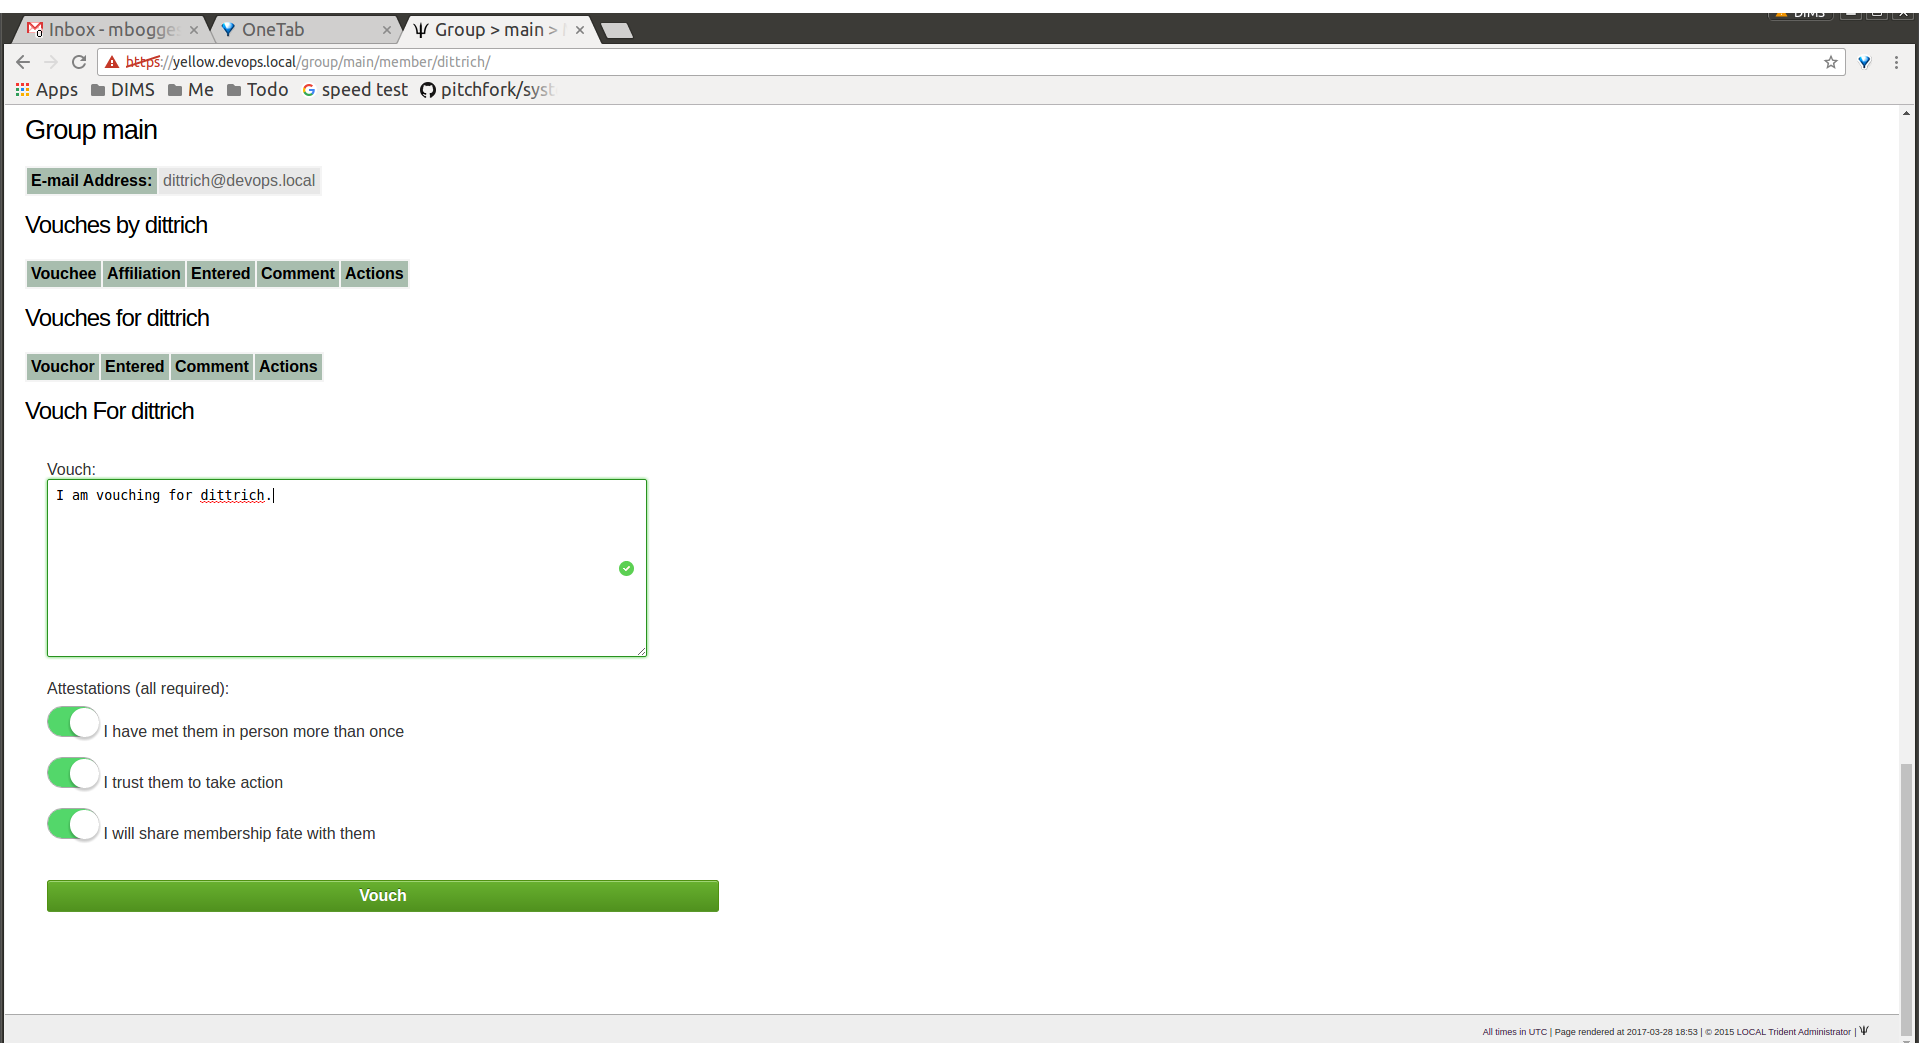 DIMS
Inbox - mbogge
OneTab
Group > main >
https://yellow.devops.local/group/main/member/dittrich/
Apps DIMS Me Todo speed test pitchfork/syst
Group main
E-mail Address: dittrich@devops.local
Vouches by dittrich
Vouchee Affiliation Entered Comment Actions
Vouches for dittrich
Vouchor Entered Comment Actions
Vouch For dittrich
Vouch:
I am vouching for dittrich.
Attestations (all required):
I have met them in person more than once
I trust them to take action
I will share membership fate with them
Vouch
All times in UTC | Page rendered at 2017-03-28 18:53 | © 2015 LOCAL Trident Administrator |